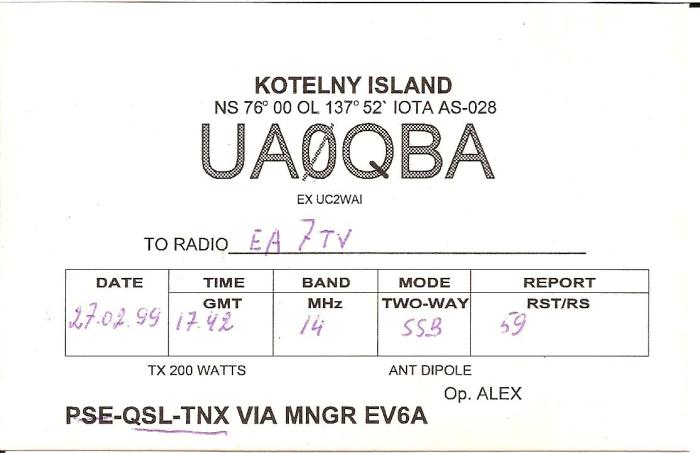 KOTELNY ISLAND
NS 76° 00 OL 137° 52` IOTA AS-028
UAØQBA
EX UC2WAI
TO RADIO EA 7TV
DATE TIME BAND MODE REPORT
GMT MHz TWO-WAY RST/RS
27.02.99 17.42 14 SSB 59
TX 200 WATTS ANT DIPOLE
Op. ALEX
PSE-QSL-TNX VIA MNGR EV6A